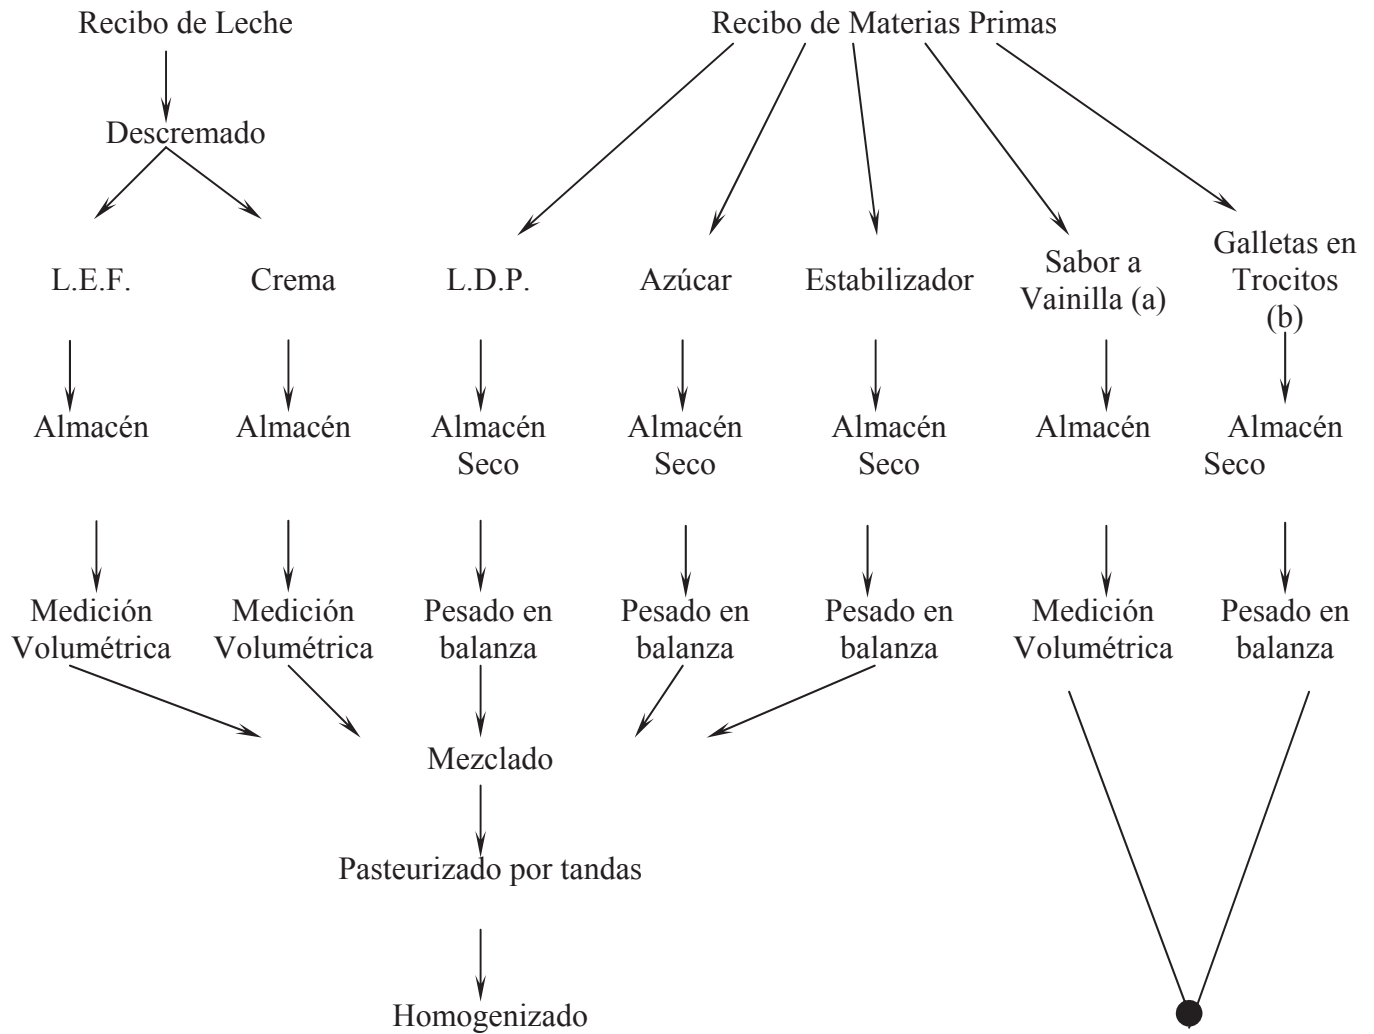 Recibo de Leche
Recibo de Materias Primas
Descremado
L.E.F.
Crema
L.D.P.
Azúcar
Estabilizador
Sabor a
Vainilla (a)
Galletas en
Trocitos
(b)
Almacén
Almacén
Almacén
Seco
Almacén
Seco
Almacén
Seco
Almacén
Almacén
Seco
Medición
Volumétrica
Medición
Volumétrica
Pesado en
balanza
Pesado en
balanza
Pesado en
balanza
Medición
Volumétrica
Pesado en
balanza
Mezclado
Pasteurizado por tandas
Homogenizado